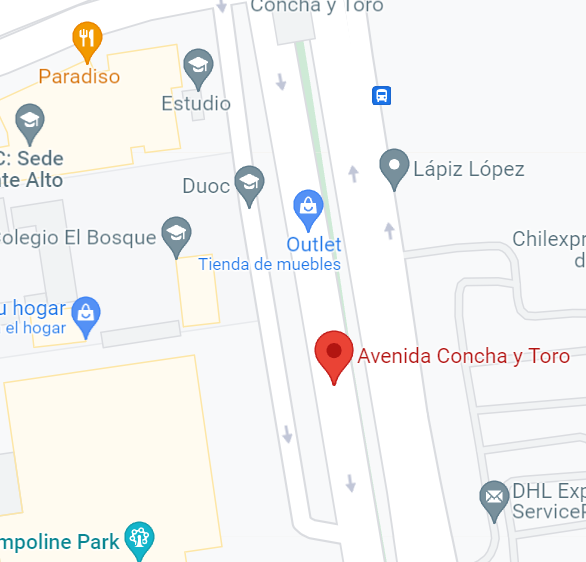 Concha y Toro
Paradiso
Estudio
C: Sede
nte Alto
Lápiz López
Duoc
Colegio El Bosque
Outlet
Tienda de muebles
Chilexpr
d
u hogar
el hogar
Avenida Concha y Toro
DHL Exp
ServiceP
mpoline Park